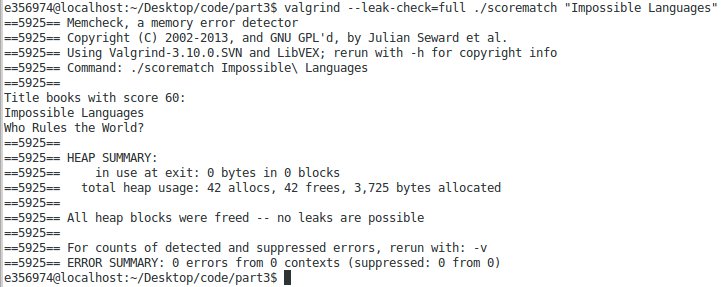 e356974@localhost:~/Desktop/code/part3$ valgrind --leak-check=full ./scorematch "Impossible Languages"
==5925== Memcheck, a memory error detector
==5925== Copyright (C) 2002-2013, and GNU GPL'd, by Julian Seward et al.
==5925== Using Valgrind-3.10.0.SVN and LibVEX; rerun with -h for copyright info
==5925== Command: ./scorematch Impossible\ Languages
==5925==
Title books with score 60:
Impossible Languages
Who Rules the World?
==5925==
==5925== HEAP SUMMARY:
==5925==     in use at exit: 0 bytes in 0 blocks
==5925==   total heap usage: 42 allocs, 42 frees, 3,725 bytes allocated
==5925==
==5925== All heap blocks were freed -- no leaks are possible
==5925==
==5925== For counts of detected and suppressed errors, rerun with: -v
==5925== ERROR SUMMARY: 0 errors from 0 contexts (suppressed: 0 from 0)
e356974@localhost:~/Desktop/code/part3$